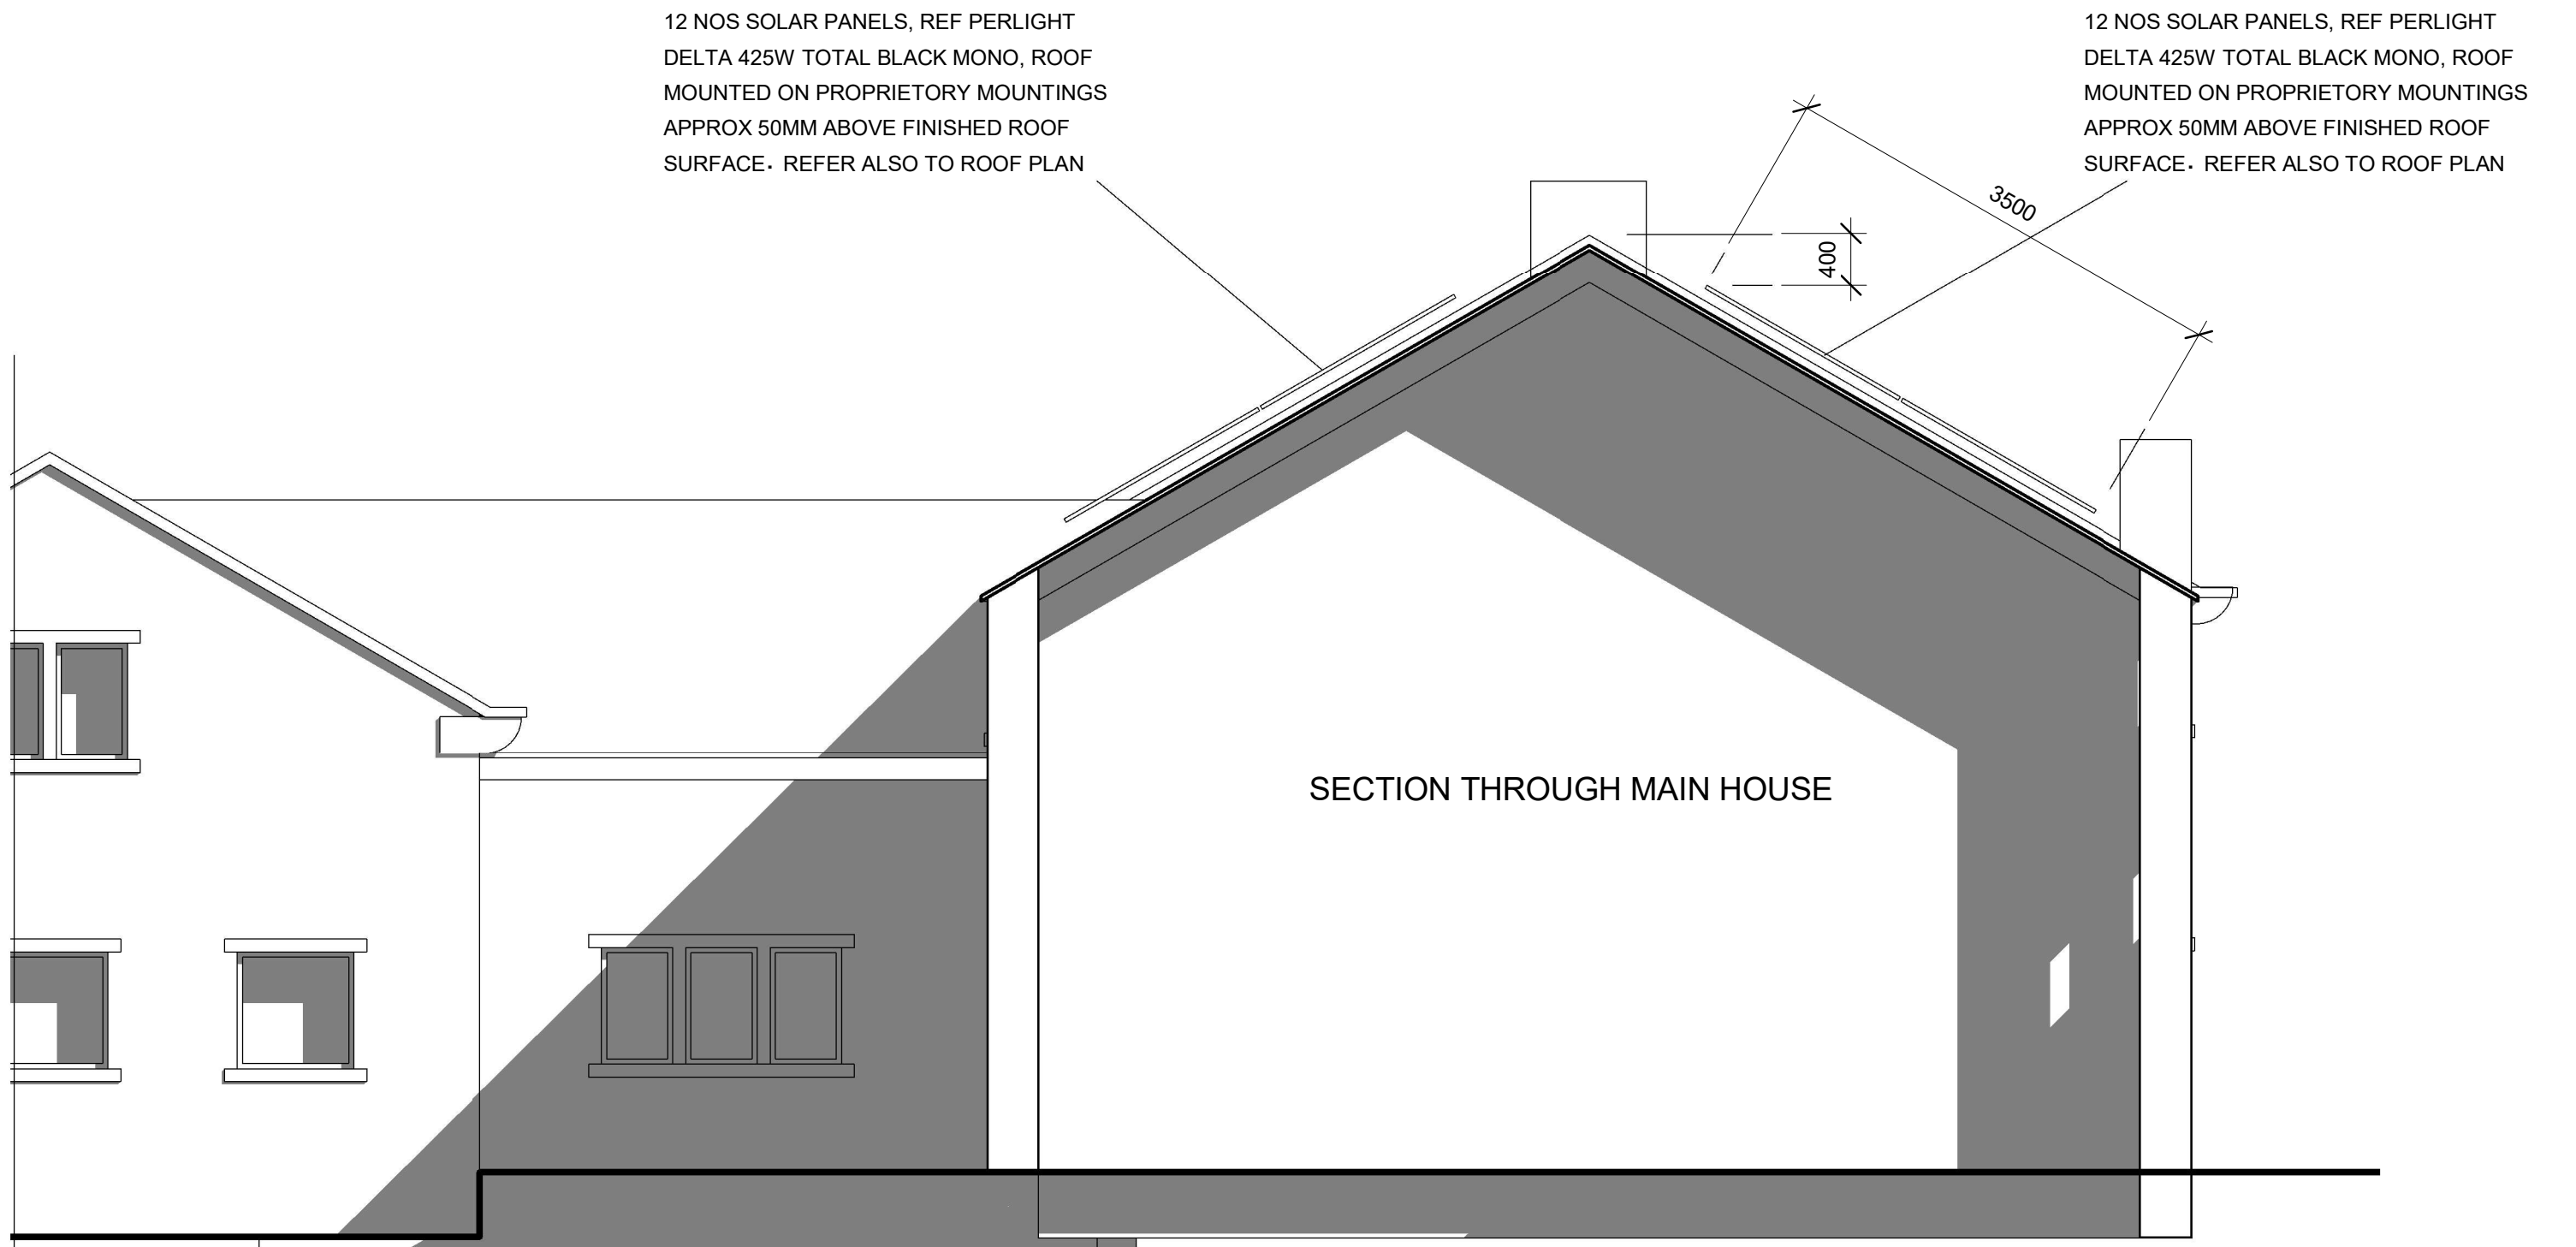 12 NOS SOLAR PANELS, REF PERLIGHT
DELTA 425W TOTAL BLACK MONO, ROOF
MOUNTED ON PROPRIETORY MOUNTINGS
APPROX 50MM ABOVE FINISHED ROOF
SURFACE. REFER ALSO TO ROOF PLAN
12 NOS SOLAR PANELS, REF PERLIGHT
DELTA 425W TOTAL BLACK MONO, ROOF
MOUNTED ON PROPRIETORY MOUNTINGS
APPROX 50MM ABOVE FINISHED ROOF
SURFACE. REFER ALSO TO ROOF PLAN
3500
400
SECTION THROUGH MAIN HOUSE